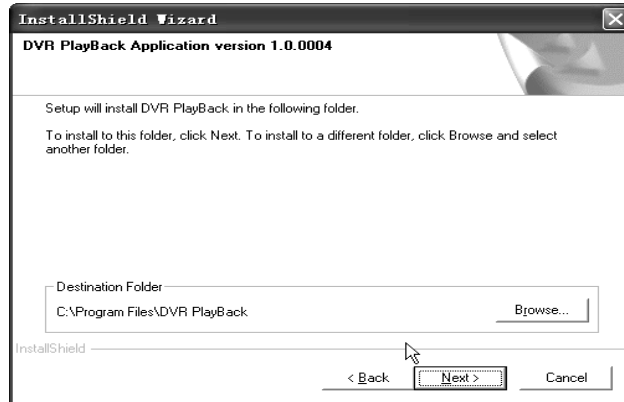 InstallShield Wizard
DVR PlayBack Application version 1.0.0004
Setup will install DVR PlayBack in the following folder.
To install to this folder, click Next. To install to a different folder, click Browse and select
another folder.
Destination Folder
C:\Program Files\DVR PlayBack
Browse...
InstallShield
< Back
Next >
Cancel